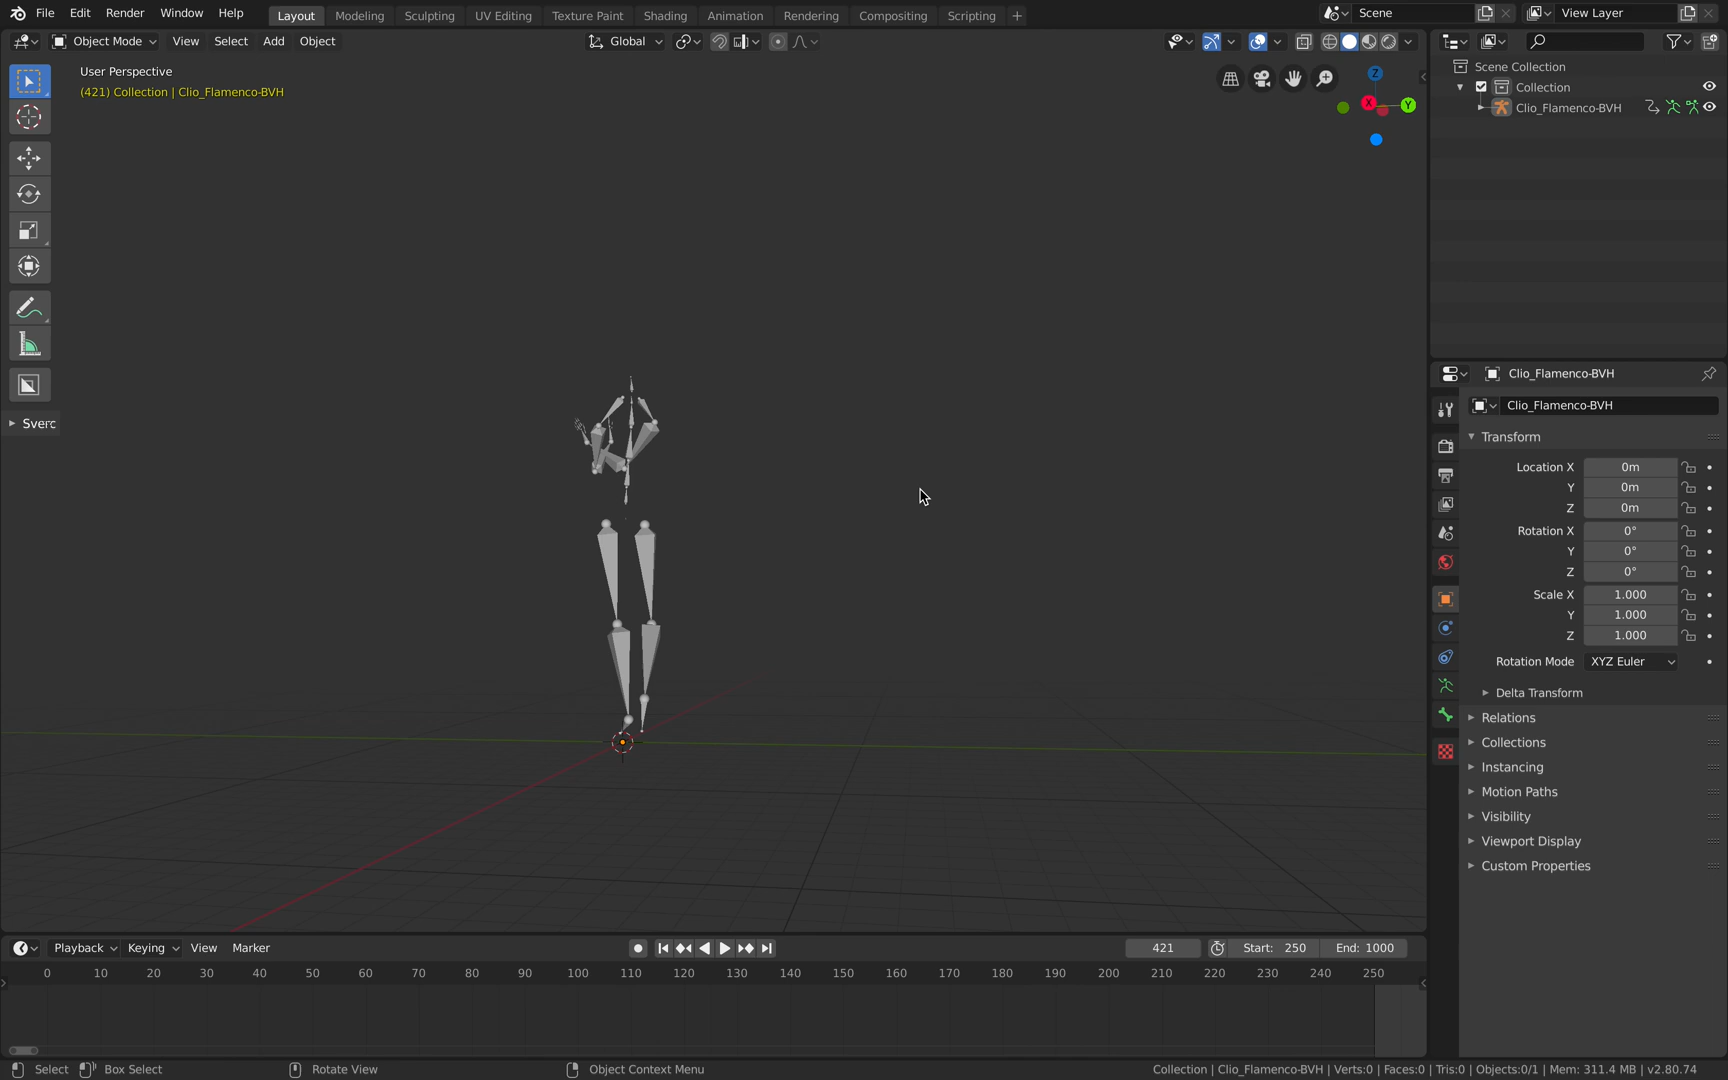 File Edit Render Window Help Layout Modeling Sculpting UV Editing Texture Paint Shading Animation Rendering Compositing Scripting + Scene View Layer
Object Mode View Select Add Object Global
User Perspective
(421) Collection | Clio_Flamenco-BVH
Z
X
Y
Sverc
Scene Collection
Collection
Clio_Flamenco-BVH
Clio_Flamenco-BVH
Clio_Flamenco-BVH
Transform
Location X 0m
Y 0m
Z 0m
Rotation X 0°
Y 0°
Z 0°
Scale X 1.000
Y 1.000
Z 1.000
Rotation Mode XYZ Euler
Delta Transform
Relations
Collections
Instancing
Motion Paths
Visibility
Viewport Display
Custom Properties
Playback Keying View Marker 421 Start: 250 End: 1000
0 10 20 30 40 50 60 70 80 90 100 110 120 130 140 150 160 170 180 190 200 210 220 230 240 250
Select Box Select Rotate View Object Context Menu Collection | Clio_Flamenco-BVH | Verts:0 | Faces:0 | Tris:0 | Objects:0/1 | Mem: 311.4 MB | v2.80.74